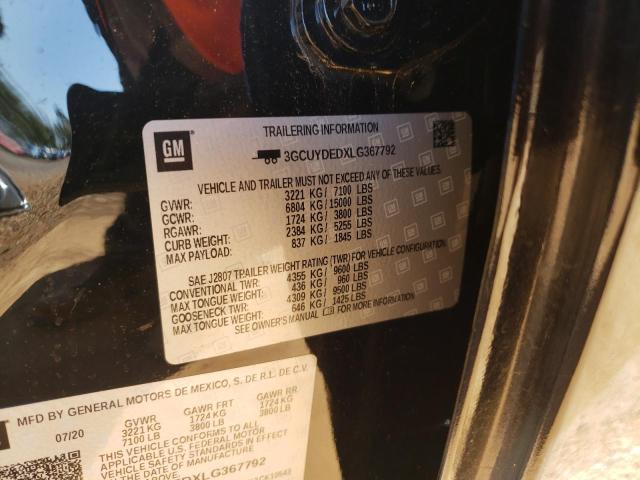 GM
TRAILERING INFORMATION
3GCUYDEDXLG367792
VEHICLE AND TRAILER MUST NOT EXCEED ANY OF THESE VALUES.
GVWR: 3221 KG/ 7100 LBS
GCWR: 6804 KG/ 15000 LBS
RGAWR: 1724 KG/ 3800 LBS
CURB WEIGHT: 2384 KG/ 5255 LBS
MAX PAYLOAD: 837 KG/ 1845 LBS
SAE J2807 TRAILER WEIGHT RATING (TWR) FOR VEHICLE CONFIGURATION.
CONVENTIONAL TWR: 4355 KG/ 9600 LBS
MAX TONGUE WEIGHT: 436 KG/ 960 LBS
GOOSENECK TWR: 4309 KG/ 9500 LBS
MAX TONGUE WEIGHT: 646 KG/ 1425 LBS
SEE OWNER'S MANUAL FOR FURTHER INFORMATION.
MFD BY GENERAL MOTORS DE MEXICO, S. DE R.L. DE C.V.
07/20 GVWR GAWR FRT GAWR RR
3221 KG 1724 KG 1724 KG
7100 LB 3800 LB 3800 LB
THIS VEHICLE CONFORMS TO ALL
APPLICABLE U.S. FEDERAL MOTOR
VEHICLE SAFETY STANDARDS
DATE OF MANUFACTURE
DXLG367792